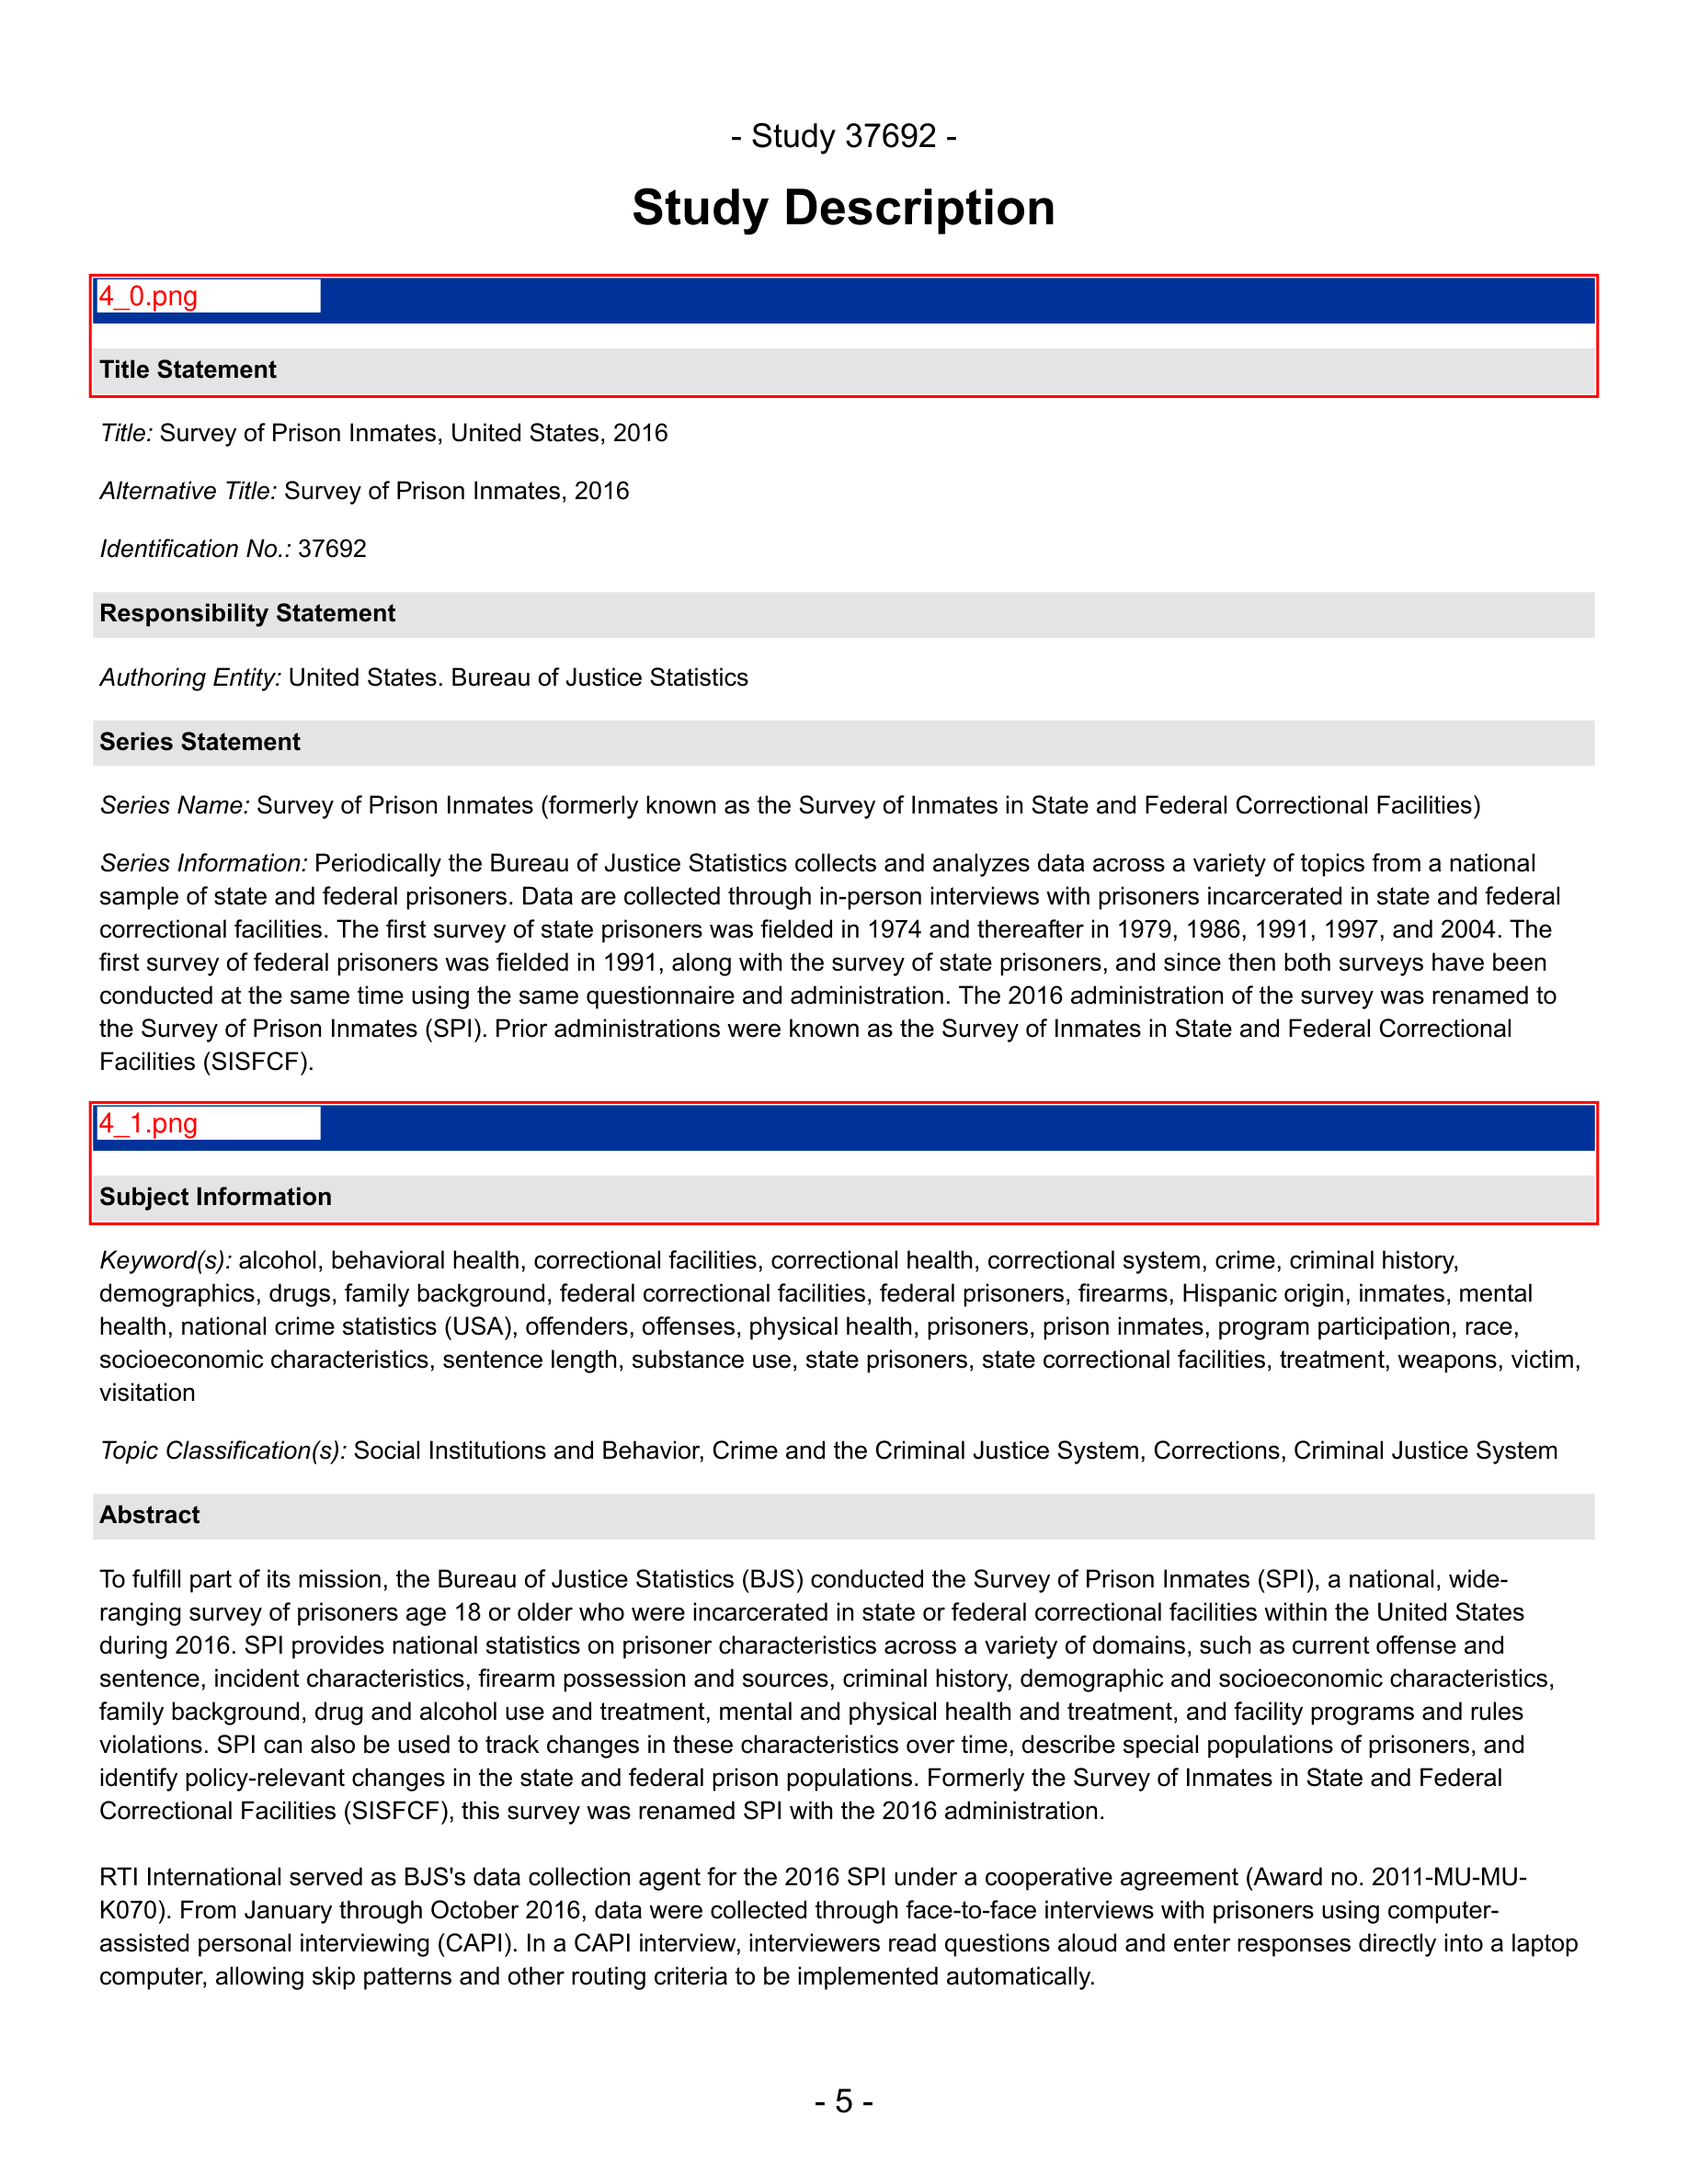 - Study 37692 -
Study Description
4_0.png
Title Statement
Title: Survey of Prison Inmates, United States, 2016
Alternative Title: Survey of Prison Inmates, 2016
Identification No.: 37692
Responsibility Statement
Authoring Entity: United States. Bureau of Justice Statistics
Series Statement
Series Name: Survey of Prison Inmates (formerly known as the Survey of Inmates in State and Federal Correctional Facilities)
Series Information: Periodically the Bureau of Justice Statistics collects and analyzes data across a variety of topics from a national
sample of state and federal prisoners. Data are collected through in-person interviews with prisoners incarcerated in state and federal
correctional facilities. The first survey of state prisoners was fielded in 1974 and thereafter in 1979, 1986, 1991, 1997, and 2004. The
first survey of federal prisoners was fielded in 1991, along with the survey of state prisoners, and since then both surveys have been
conducted at the same time using the same questionnaire and administration. The 2016 administration of the survey was renamed to
the Survey of Prison Inmates (SPI). Prior administrations were known as the Survey of Inmates in State and Federal Correctional
Facilities (SISFCF).
4_1.png
Subject Information
Keyword(s): alcohol, behavioral health, correctional facilities, correctional health, correctional system, crime, criminal history,
demographics, drugs, family background, federal correctional facilities, federal prisoners, firearms, Hispanic origin, inmates, mental
health, national crime statistics (USA), offenders, offenses, physical health, prisoners, prison inmates, program participation, race,
socioeconomic characteristics, sentence length, substance use, state prisoners, state correctional facilities, treatment, weapons, victim,
visitation
Topic Classification(s): Social Institutions and Behavior, Crime and the Criminal Justice System, Corrections, Criminal Justice System
Abstract
To fulfill part of its mission, the Bureau of Justice Statistics (BJS) conducted the Survey of Prison Inmates (SPI), a national, wide-
ranging survey of prisoners age 18 or older who were incarcerated in state or federal correctional facilities within the United States
during 2016. SPI provides national statistics on prisoner characteristics across a variety of domains, such as current offense and
sentence, incident characteristics, firearm possession and sources, criminal history, demographic and socioeconomic characteristics,
family background, drug and alcohol use and treatment, mental and physical health and treatment, and facility programs and rules
violations. SPI can also be used to track changes in these characteristics over time, describe special populations of prisoners, and
identify policy-relevant changes in the state and federal prison populations. Formerly the Survey of Inmates in State and Federal
Correctional Facilities (SISFCF), this survey was renamed SPI with the 2016 administration.
RTI International served as BJS's data collection agent for the 2016 SPI under a cooperative agreement (Award no. 2011-MU-MU-
K070). From January through October 2016, data were collected through face-to-face interviews with prisoners using computer-
assisted personal interviewing (CAPI). In a CAPI interview, interviewers read questions aloud and enter responses directly into a laptop
computer, allowing skip patterns and other routing criteria to be implemented automatically.
- 5 -